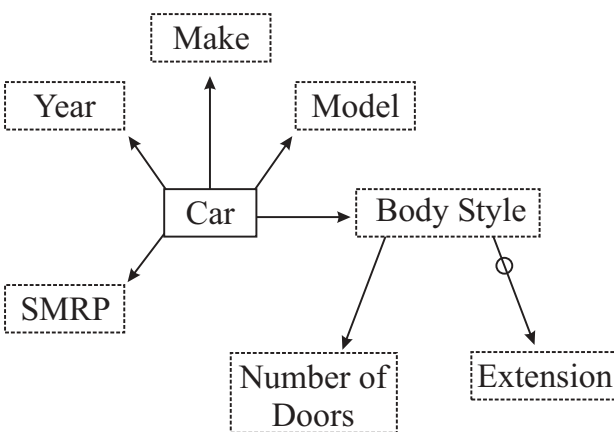 Make
Year
Model
Car
Body Style
SMRP
Number of
Doors
Extension